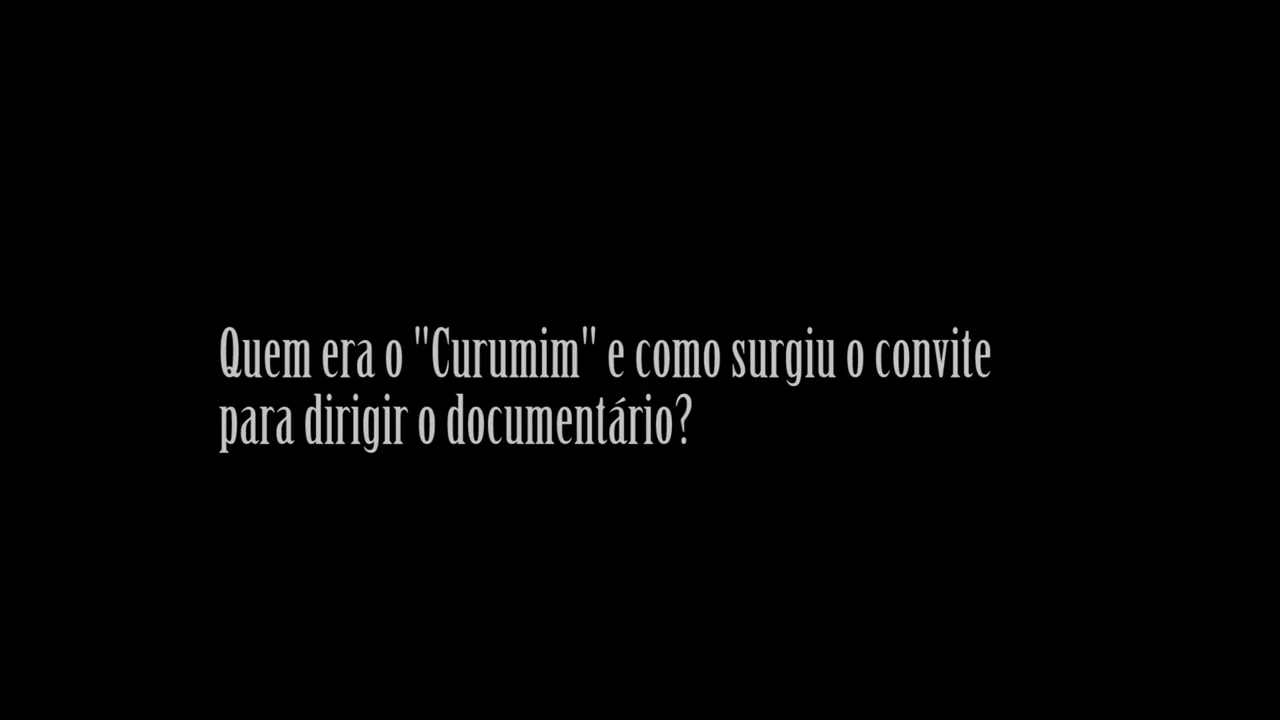 Quem era o "Curumim" e como surgiu o convite
para dirigir o documentário?